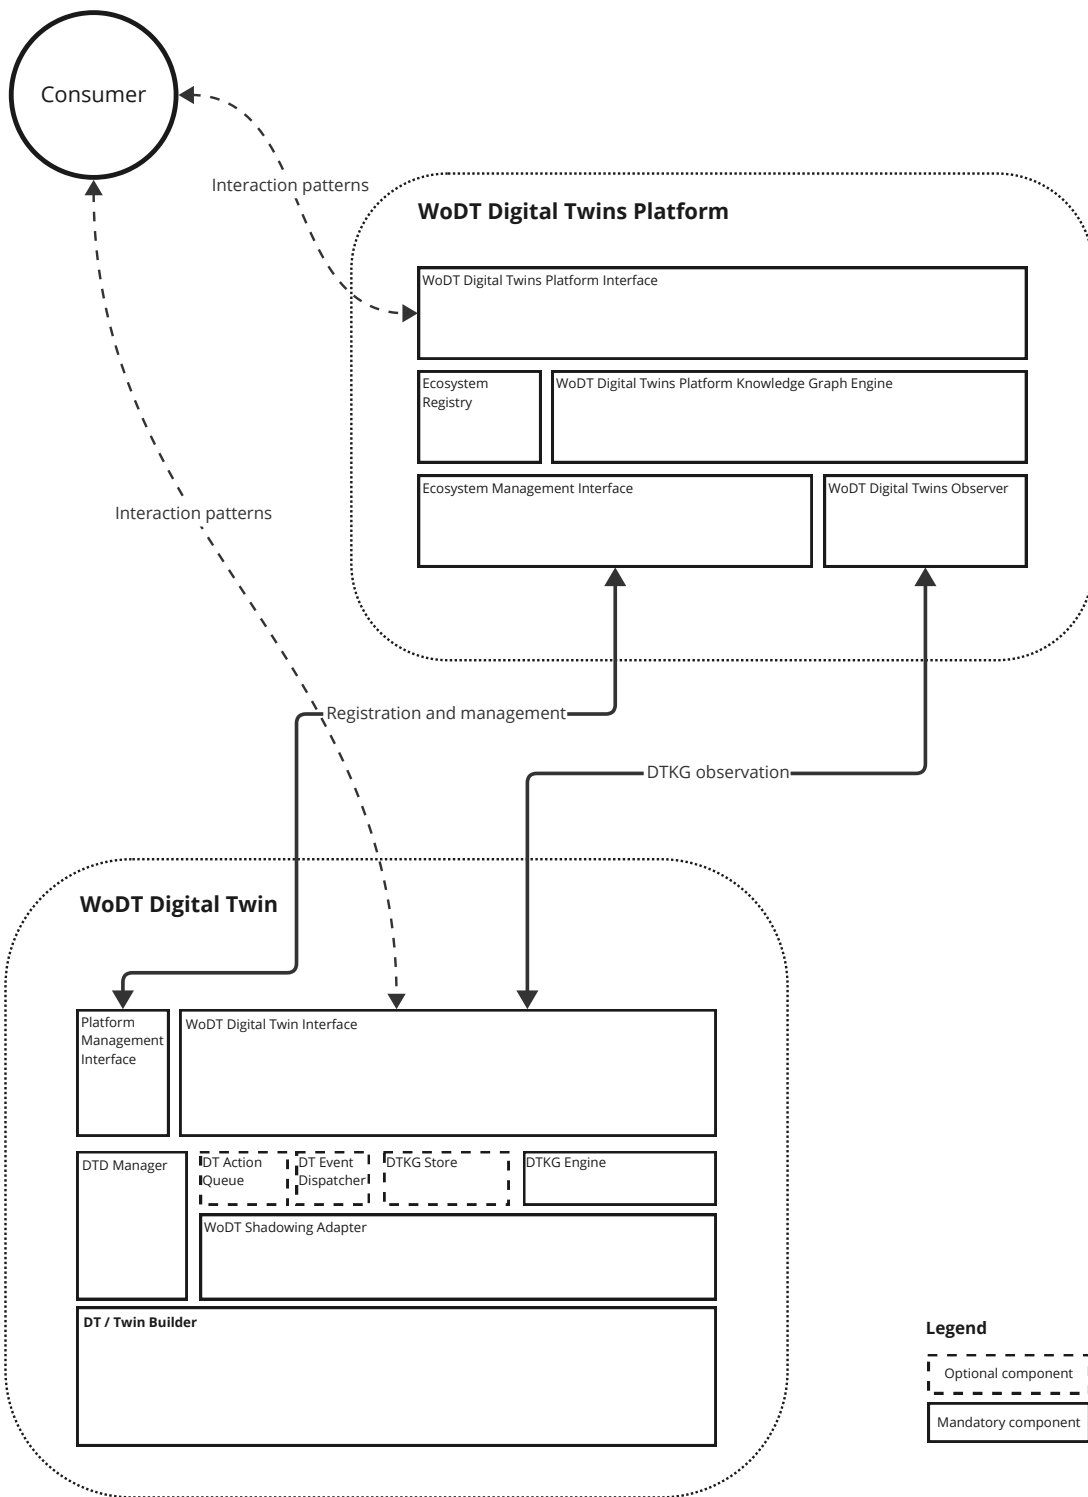 Consumer
Interaction patterns
WoDT Digital Twins Platform
WoDT Digital Twins Platform Interface
Ecosystem
Registry
WoDT Digital Twins Platform Knowledge Graph Engine
Ecosystem Management Interface
WoDT Digital Twins Observer
Interaction patterns
Registration and management
DTKG observation
WoDT Digital Twin
Platform
Management
Interface
WoDT Digital Twin Interface
DTD Manager
DT Action
Queue
DT Event
Dispatcher
DTKG Store
DTKG Engine
WoDT Shadowing Adapter
DT / Twin Builder
Legend
Optional component
Mandatory component